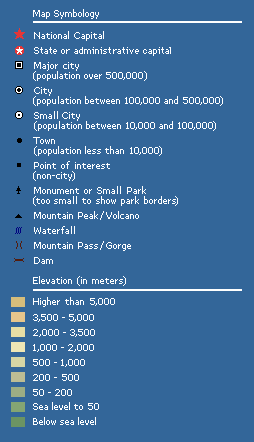 Map Symbology
National Capital
State or administrative capital
Major city
(population over 500,000)
City
(population between 100,000 and 500,000)
Small City
(population between 10,000 and 100,000)
Town
(population less than 10,000)
Point of interest
(non-city)
Monument or Small Park
(too small to show park borders)
Mountain Peak/Volcano
Waterfall
Mountain Pass/Gorge
Dam
Elevation (in meters)
Higher than 5,000
3,500 - 5,000
2,000 - 3,500
1,000 - 2,000
500 - 1,000
200 - 500
50 - 200
Sea level to 50
Below sea level